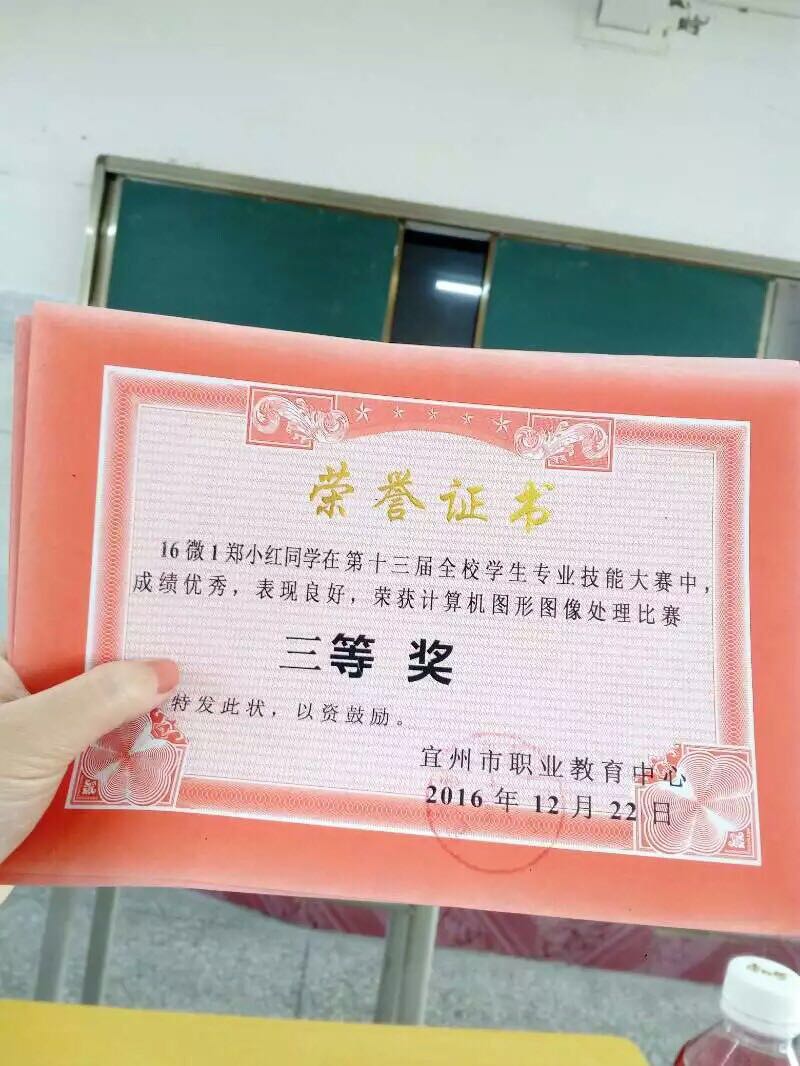 荣誉证书
16微1郑小红同学在第十三届全校学生专业技能大赛中，
成绩优秀，表现良好，荣获计算机图形图像处理比赛
三等奖
特发此状，以资鼓励。
宜州市职业教育中心
2016年12月22日